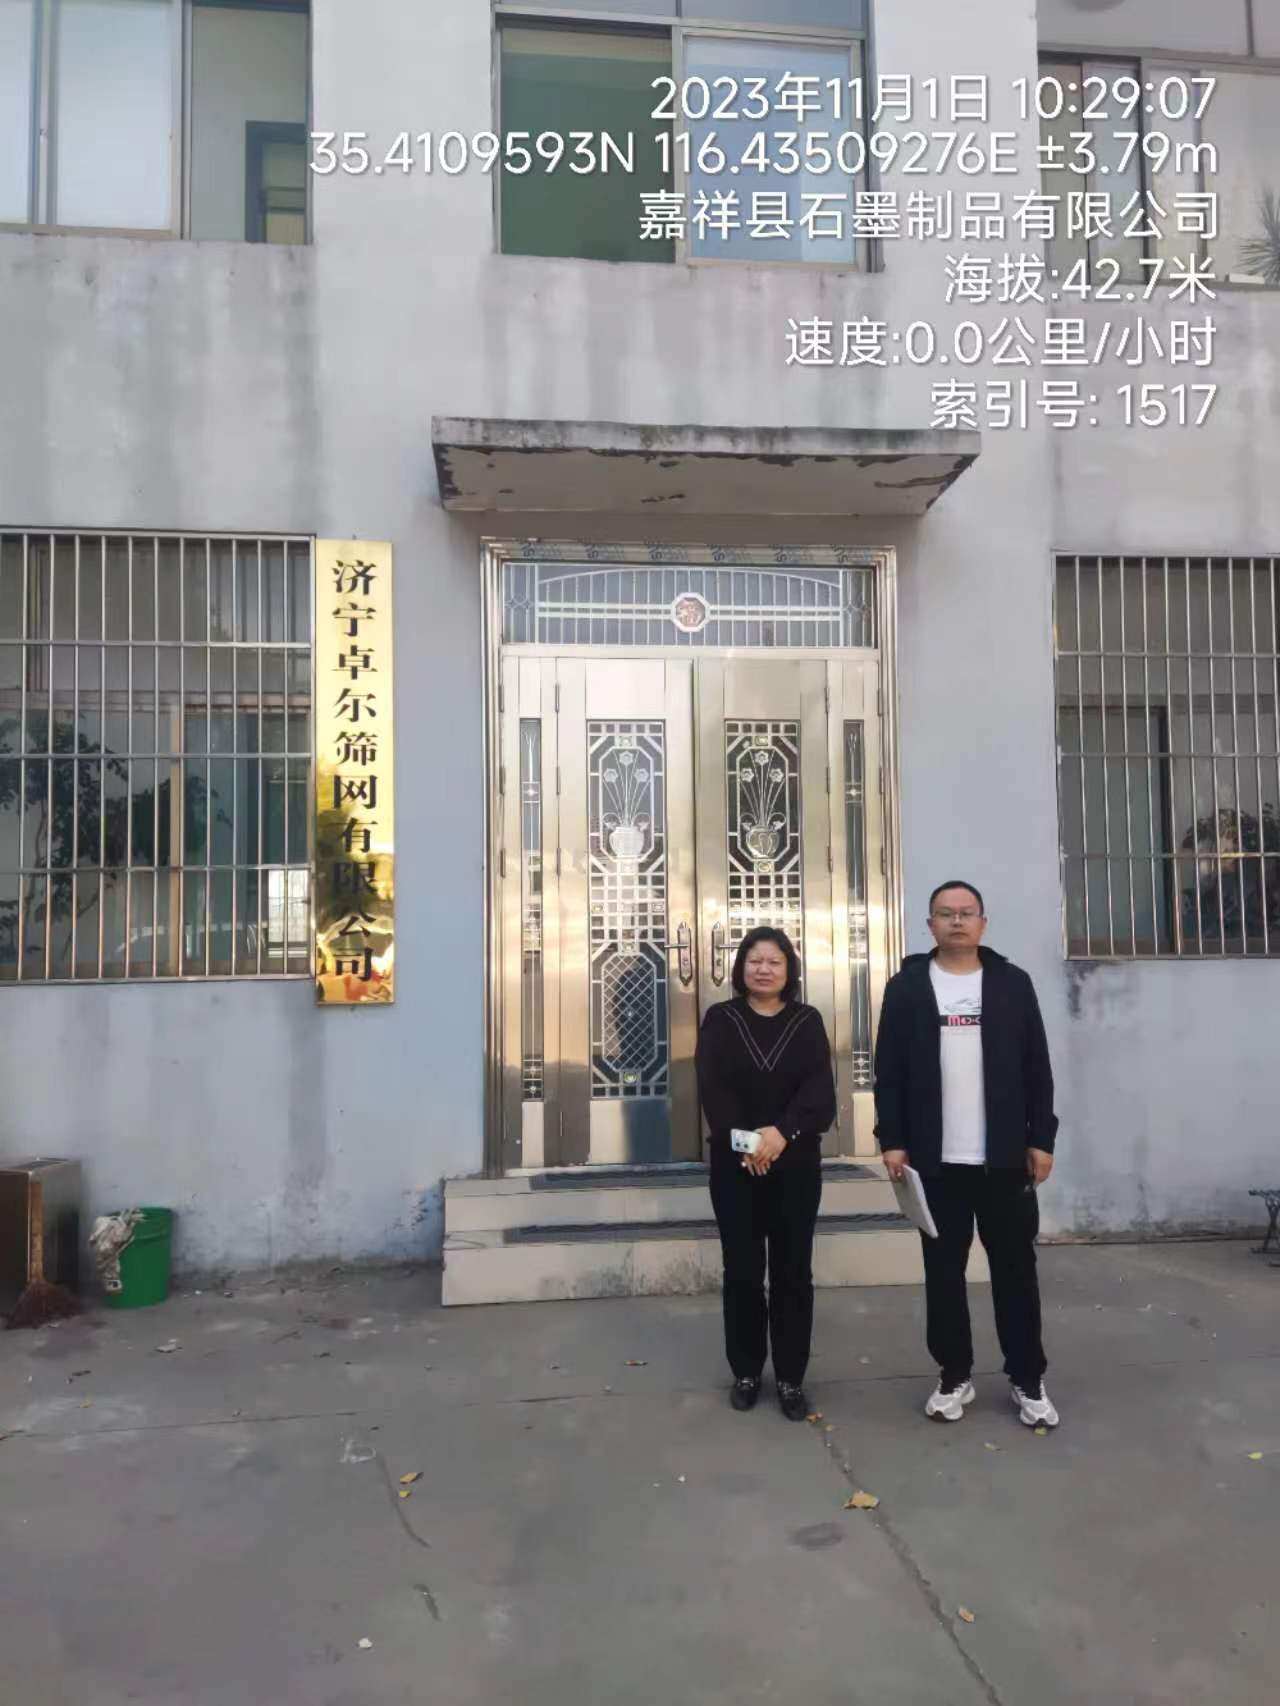 2023年11月1日 10:29:07
35.4109593N 116.43509276E ±3.79m
嘉祥县石墨制品有限公司
海拔:42.7米
速度:0.0公里/小时
索引号: 1517
济宁卓尔筛网有限公司